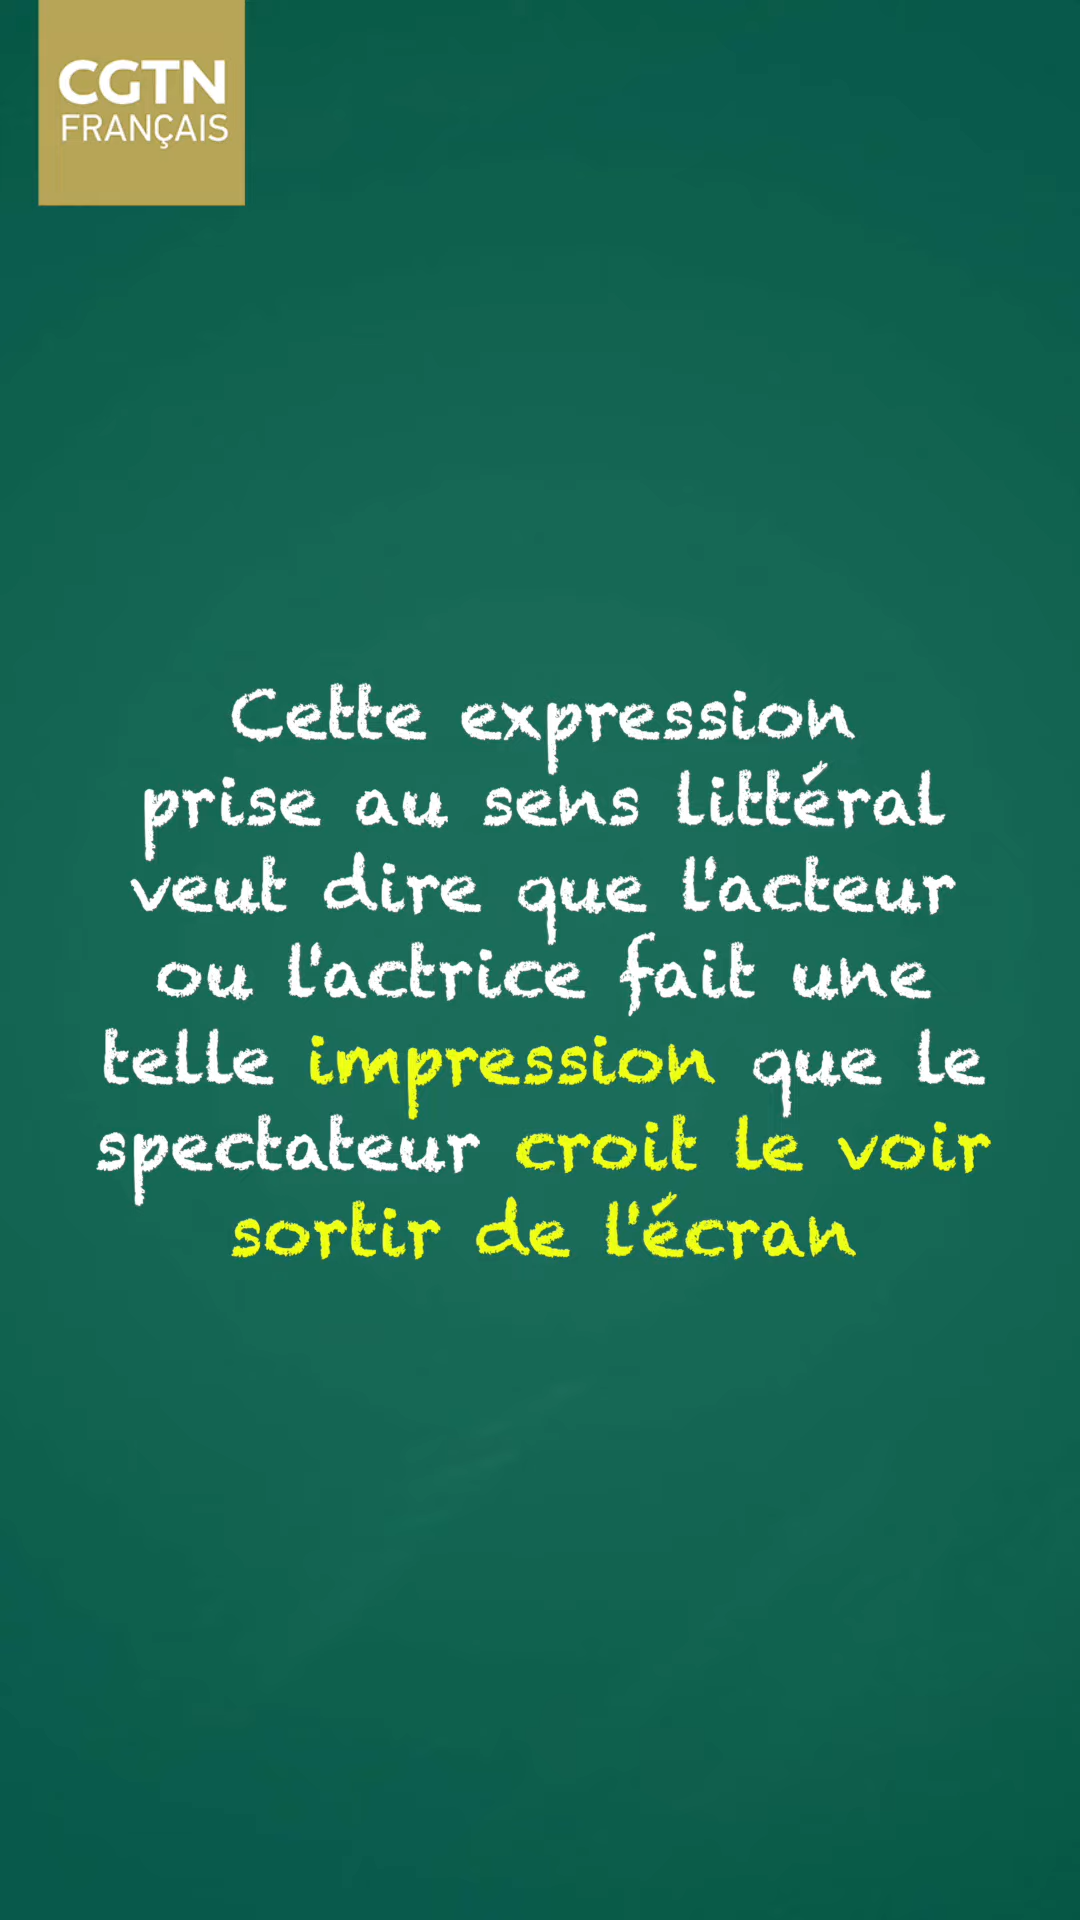 CGTN
FRANÇAIS
Cette expression
prise au sens littéral
veut dire que l'acteur
ou l'actrice fait une
telle impression que le
spectateur croit le voir
sortir de l'écran